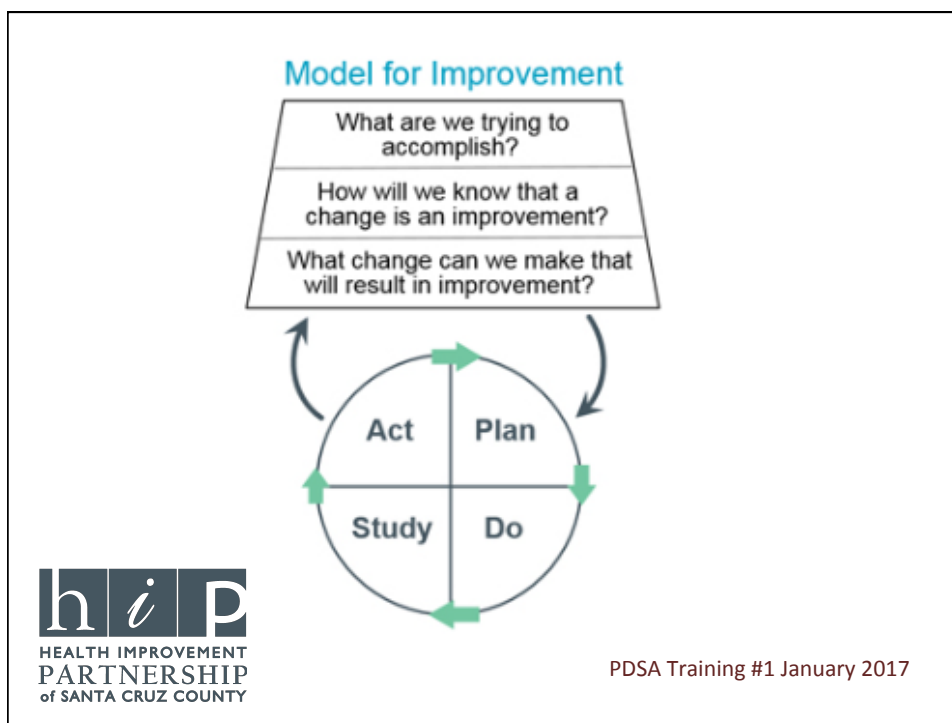 Model for Improvement
What are we trying to
accomplish?
How will we know that a
change is an improvement?
What change can we make that
will result in improvement?
Act
Plan
Study
Do
hip
HEALTH IMPROVEMENT
PARTNERSHIP
of SANTA CRUZ COUNTY
PDSA Training #1 January 2017